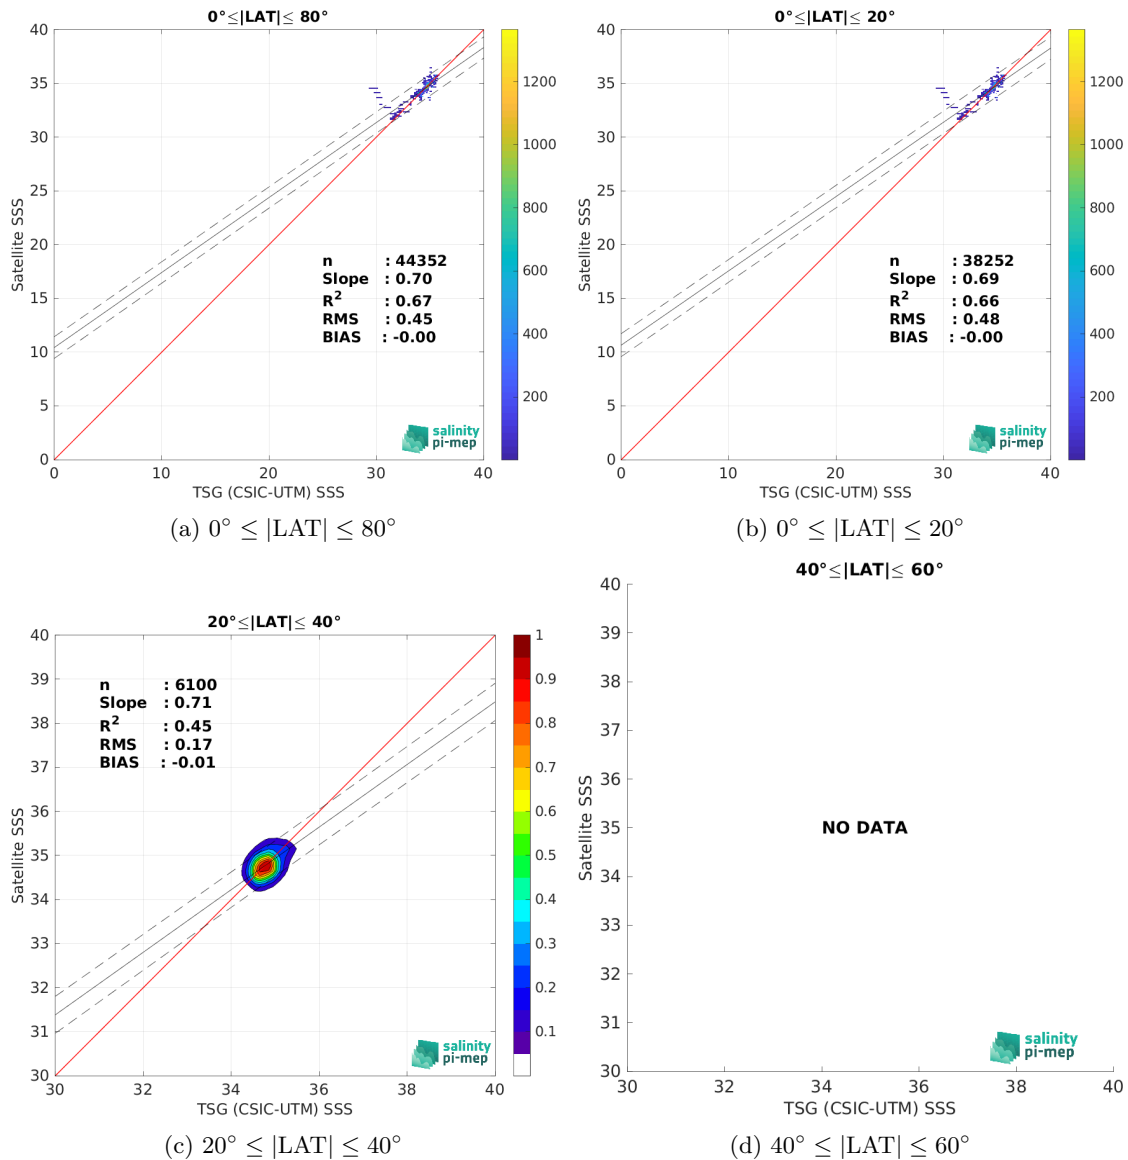 0°≤|LAT|≤ 80°
40
35
30
25
20
15
10
5
0
0
10
20
30
40
Satellite SSS
TSG (CSIC-UTM) SSS
n : 44352
Slope : 0.70
R² : 0.67
RMS : 0.45
BIAS : -0.00
salinity
pi-mep
1200
1000
800
600
400
200
(a) 0° ≤ |LAT| ≤ 80°
0°≤|LAT|≤ 20°
40
35
30
25
20
15
10
5
0
0
10
20
30
40
Satellite SSS
TSG (CSIC-UTM) SSS
n : 38252
Slope : 0.69
R² : 0.66
RMS : 0.48
BIAS : -0.00
salinity
pi-mep
1200
1000
800
600
400
200
(b) 0° ≤ |LAT| ≤ 20°
20°≤|LAT|≤ 40°
40
39
38
37
36
35
34
33
32
31
30
30
32
34
36
38
40
Satellite SSS
TSG (CSIC-UTM) SSS
n : 6100
Slope : 0.71
R² : 0.45
RMS : 0.17
BIAS : -0.01
salinity
pi-mep
1
0.9
0.8
0.7
0.6
0.5
0.4
0.3
0.2
0.1
(c) 20° ≤ |LAT| ≤ 40°
40°≤|LAT|≤ 60°
40
39
38
37
36
35
34
33
32
31
30
30
32
34
36
38
40
Satellite SSS
TSG (CSIC-UTM) SSS
NO DATA
salinity
pi-mep
(d) 40° ≤ |LAT| ≤ 60°